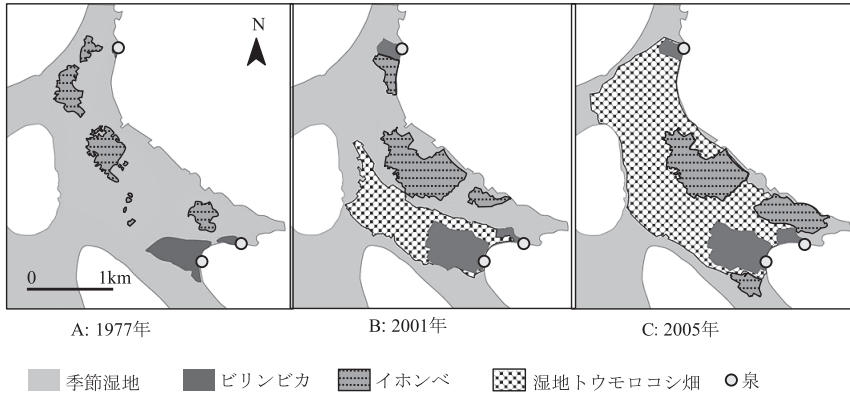 N
0 1km
A: 1977年
B: 2001年
C: 2005年
季節湿地 ビリンビカ イホンベ 湿地トウモロコシ畑 泉